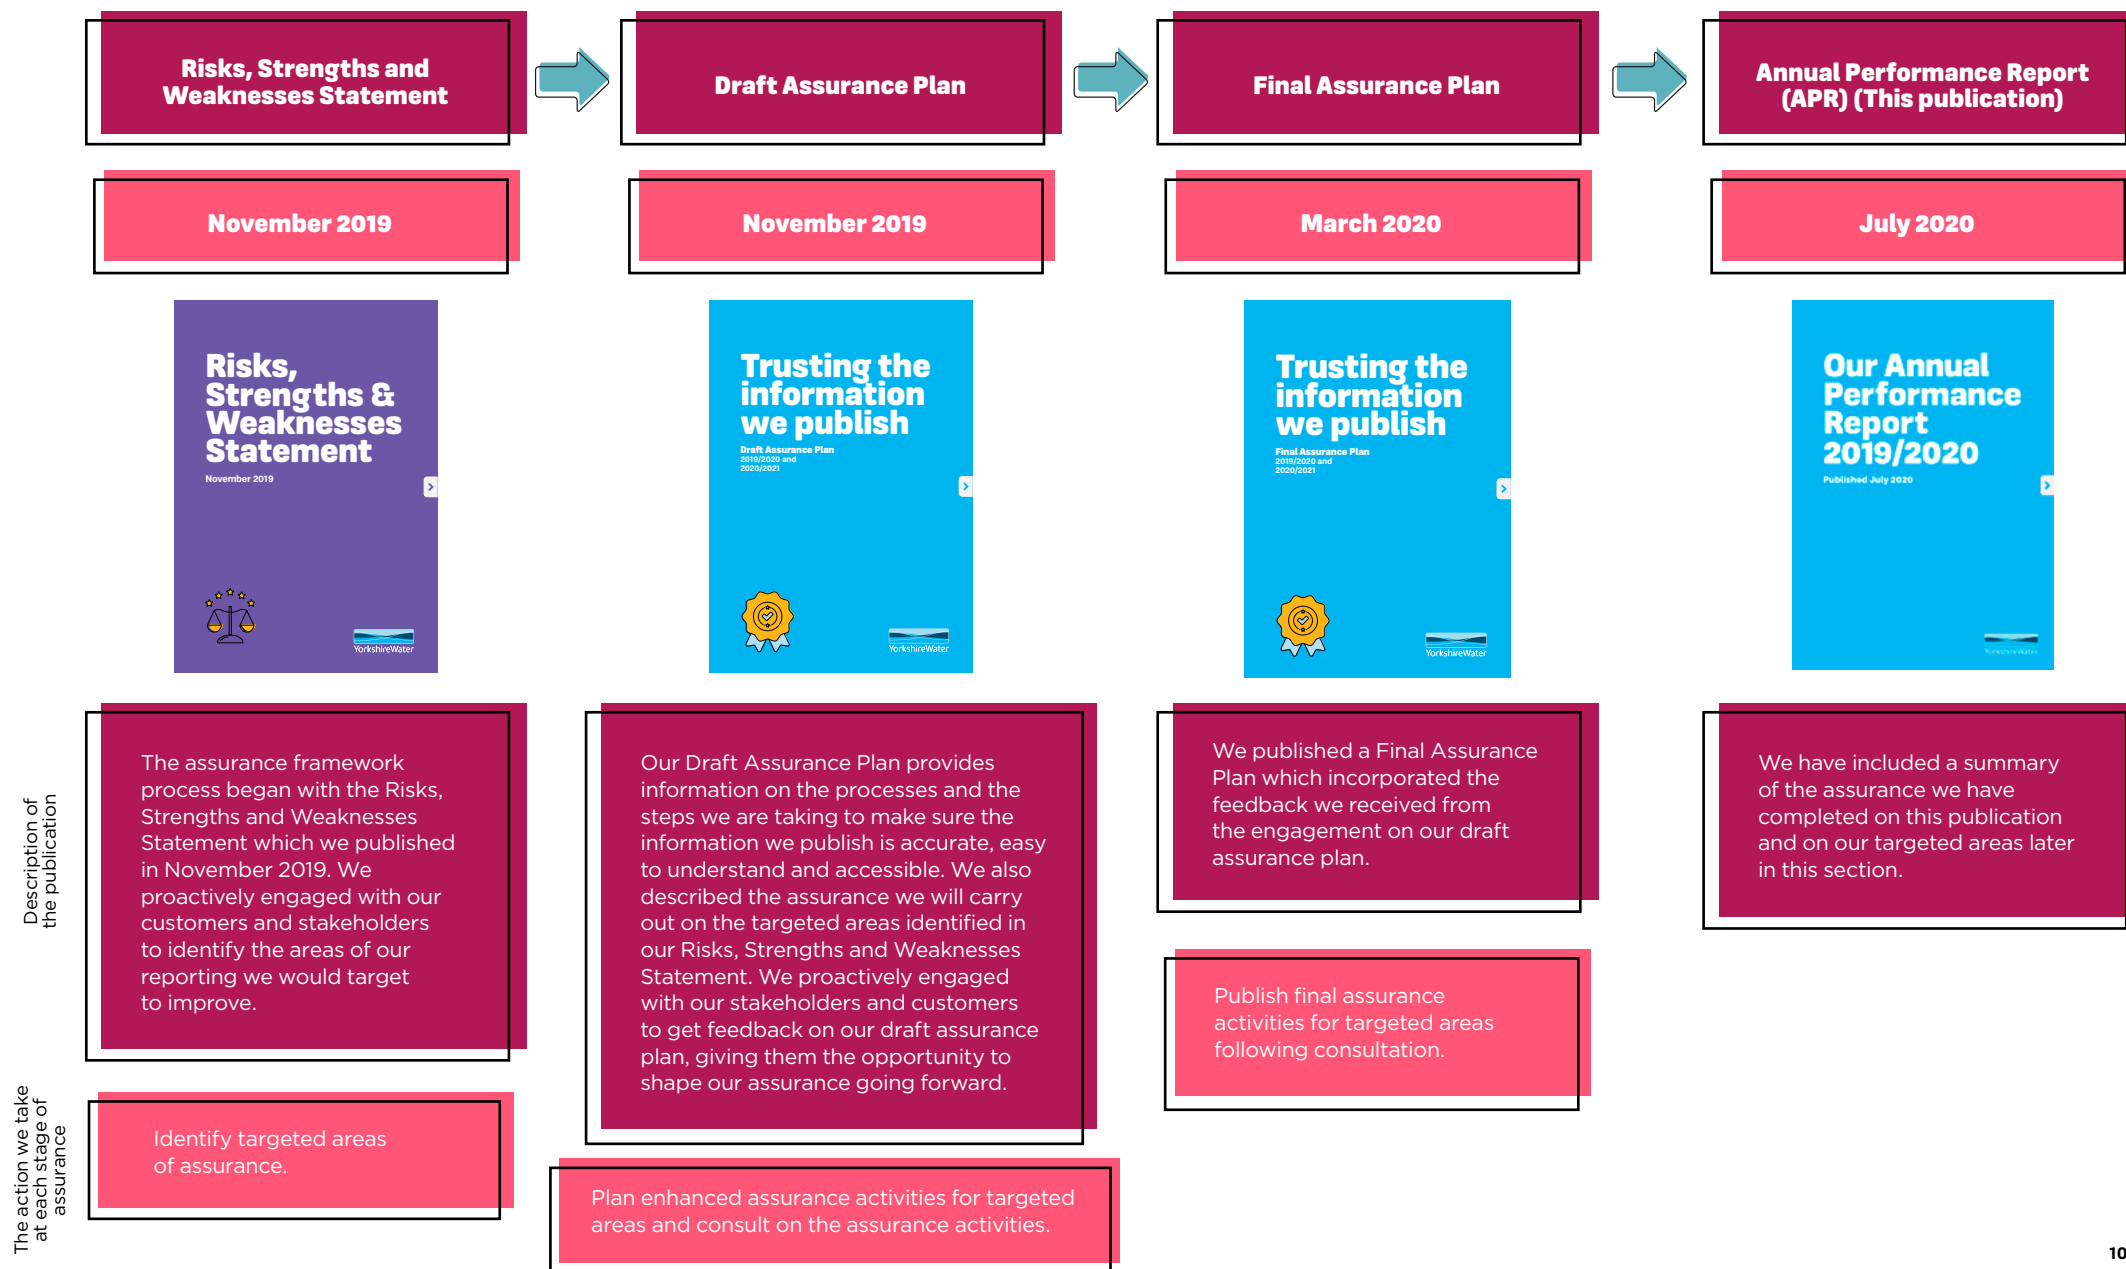 Risks, Strengths and
Weaknesses Statement
Draft Assurance Plan
Final Assurance Plan
Annual Performance Report
(APR) (This publication)
November 2019
November 2019
March 2020
July 2020
Risks,
Strengths &
Weaknesses
Statement
November 2019
YorkshireWater
Trusting the
information
we publish
Draft Assurance Plan
2019/2020 and
2020/2021
YorkshireWater
Trusting the
information
we publish
Final Assurance Plan
2019/2020 and
2020/2021
YorkshireWater
Our Annual
Performance
Report
2019/2020
Published July 2020
YorkshireWater
Description of
the publication
The assurance framework
process began with the Risks,
Strengths and Weaknesses
Statement which we published
in November 2019. We
proactively engaged with our
customers and stakeholders
to identify the areas of our
reporting we would target
to improve.
Our Draft Assurance Plan provides
information on the processes and the
steps we are taking to make sure the
information we publish is accurate, easy
to understand and accessible. We also
described the assurance we will carry
out on the targeted areas identified in
our Risks, Strengths and Weaknesses
Statement. We proactively engaged
with our stakeholders and customers
to get feedback on our draft assurance
plan, giving them the opportunity to
shape our assurance going forward.
We published a Final Assurance
Plan which incorporated the
feedback we received from
the engagement on our draft
assurance plan.
We have included a summary
of the assurance we have
completed on this publication
and on our targeted areas later
in this section.
The action we take
at each stage of
assurance
Identify targeted areas
of assurance.
Plan enhanced assurance activities for targeted
areas and consult on the assurance activities.
Publish final assurance
activities for targeted areas
following consultation.
10